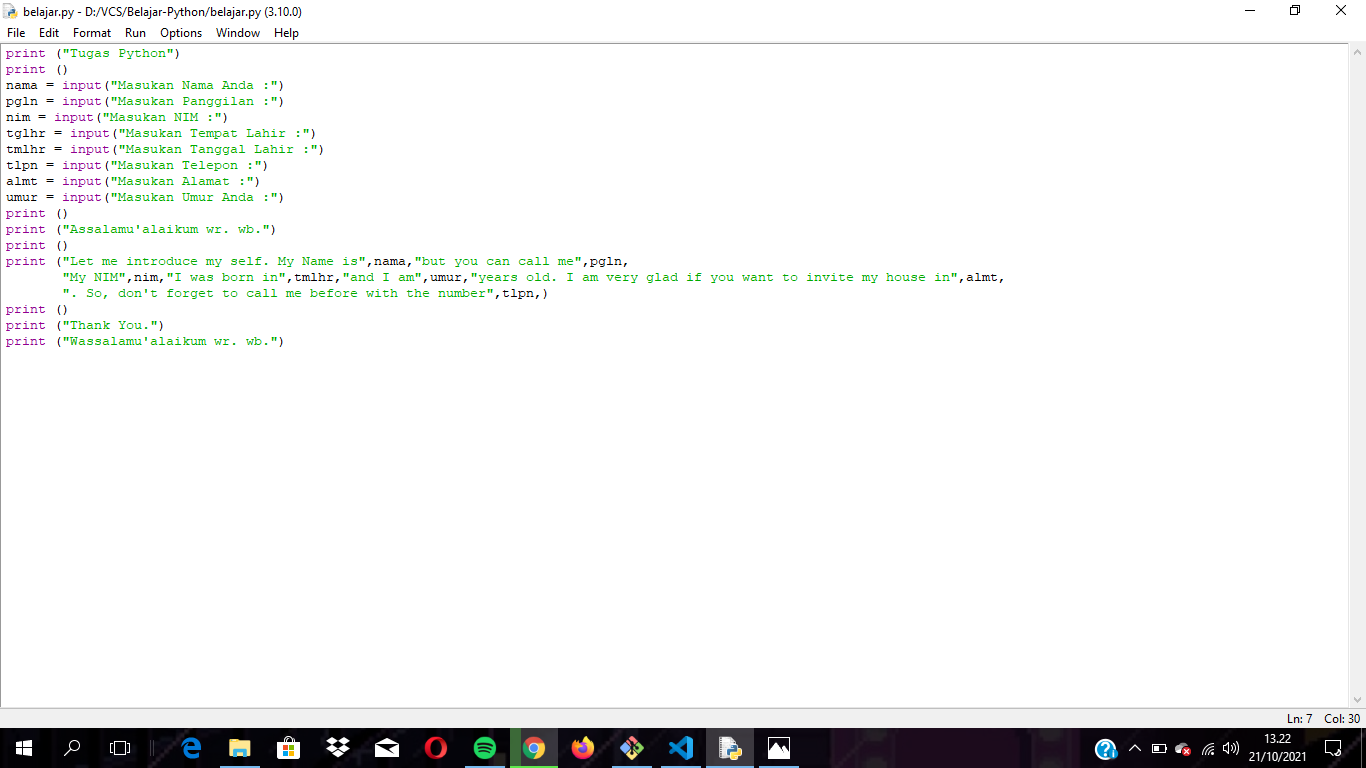 belajar.py - D:/VCS/Belajar-Python/belajar.py (3.10.0)
File Edit Format Run Options Window Help
print ("Tugas Python")
print ()
nama = input("Masukan Nama Anda :")
pgln = input("Masukan Panggilan :")
nim = input("Masukan NIM :")
tglhr = input("Masukan Tempat Lahir :")
tmlhr = input("Masukan Tanggal Lahir :")
tlpn = input("Masukan Telepon :")
almt = input("Masukan Alamat :")
umur = input("Masukan Umur Anda :")
print ()
print ("Assalamu'alaikum wr. wb.")
print ()
print ("Let me introduce my self. My Name is",nama,"but you can call me",pgln,
"My NIM",nim,"I was born in",tmlhr,"and I am",umur,"years old. I am very glad if you want to invite my house in",almt,
". So, don't forget to call me before with the number",tlpn,)
print ()
print ("Thank You.")
print ("Wassalamu'alaikum wr. wb.")
Ln: 7 Col: 30
13.22
21/10/2021